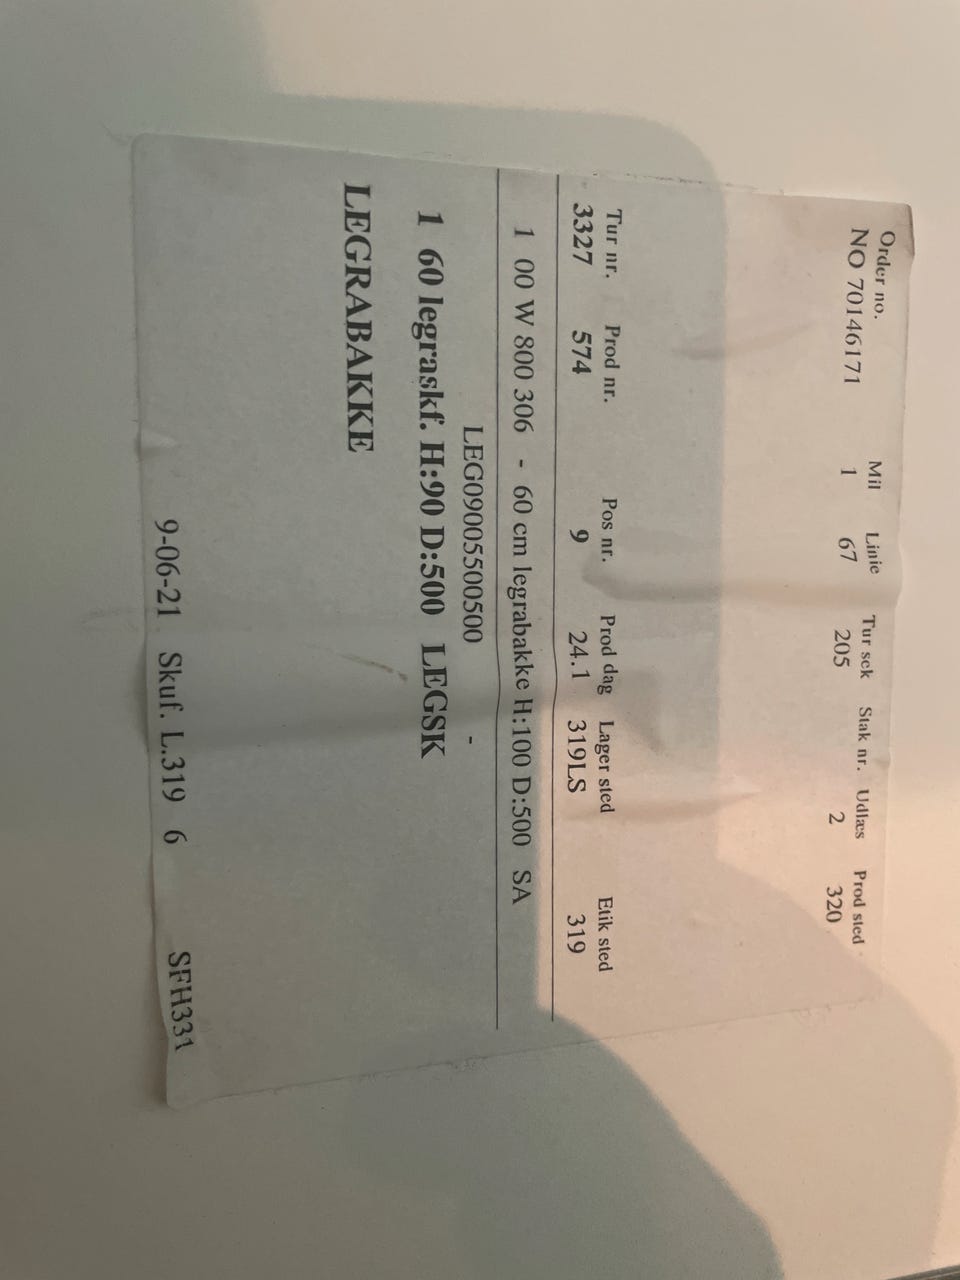 Order no. Mil Linie Tur sek Stak nr. Udlæs Prod sted
NO 70146171 1 67 205 2 320
Tur nr. Prod nr. Pos nr. Prod dag Lager sted Etik sted
3327 574 9 24.1 319LS 319
1 00 W 800 306 - 60 cm legrabakke H:100 D:500 SA
LEG09005500500 -
1 60 legraskf. H:90 D:500 LEGSK
LEGRABAKKE
9-06-21 Skuf. L.319 6 SFH331